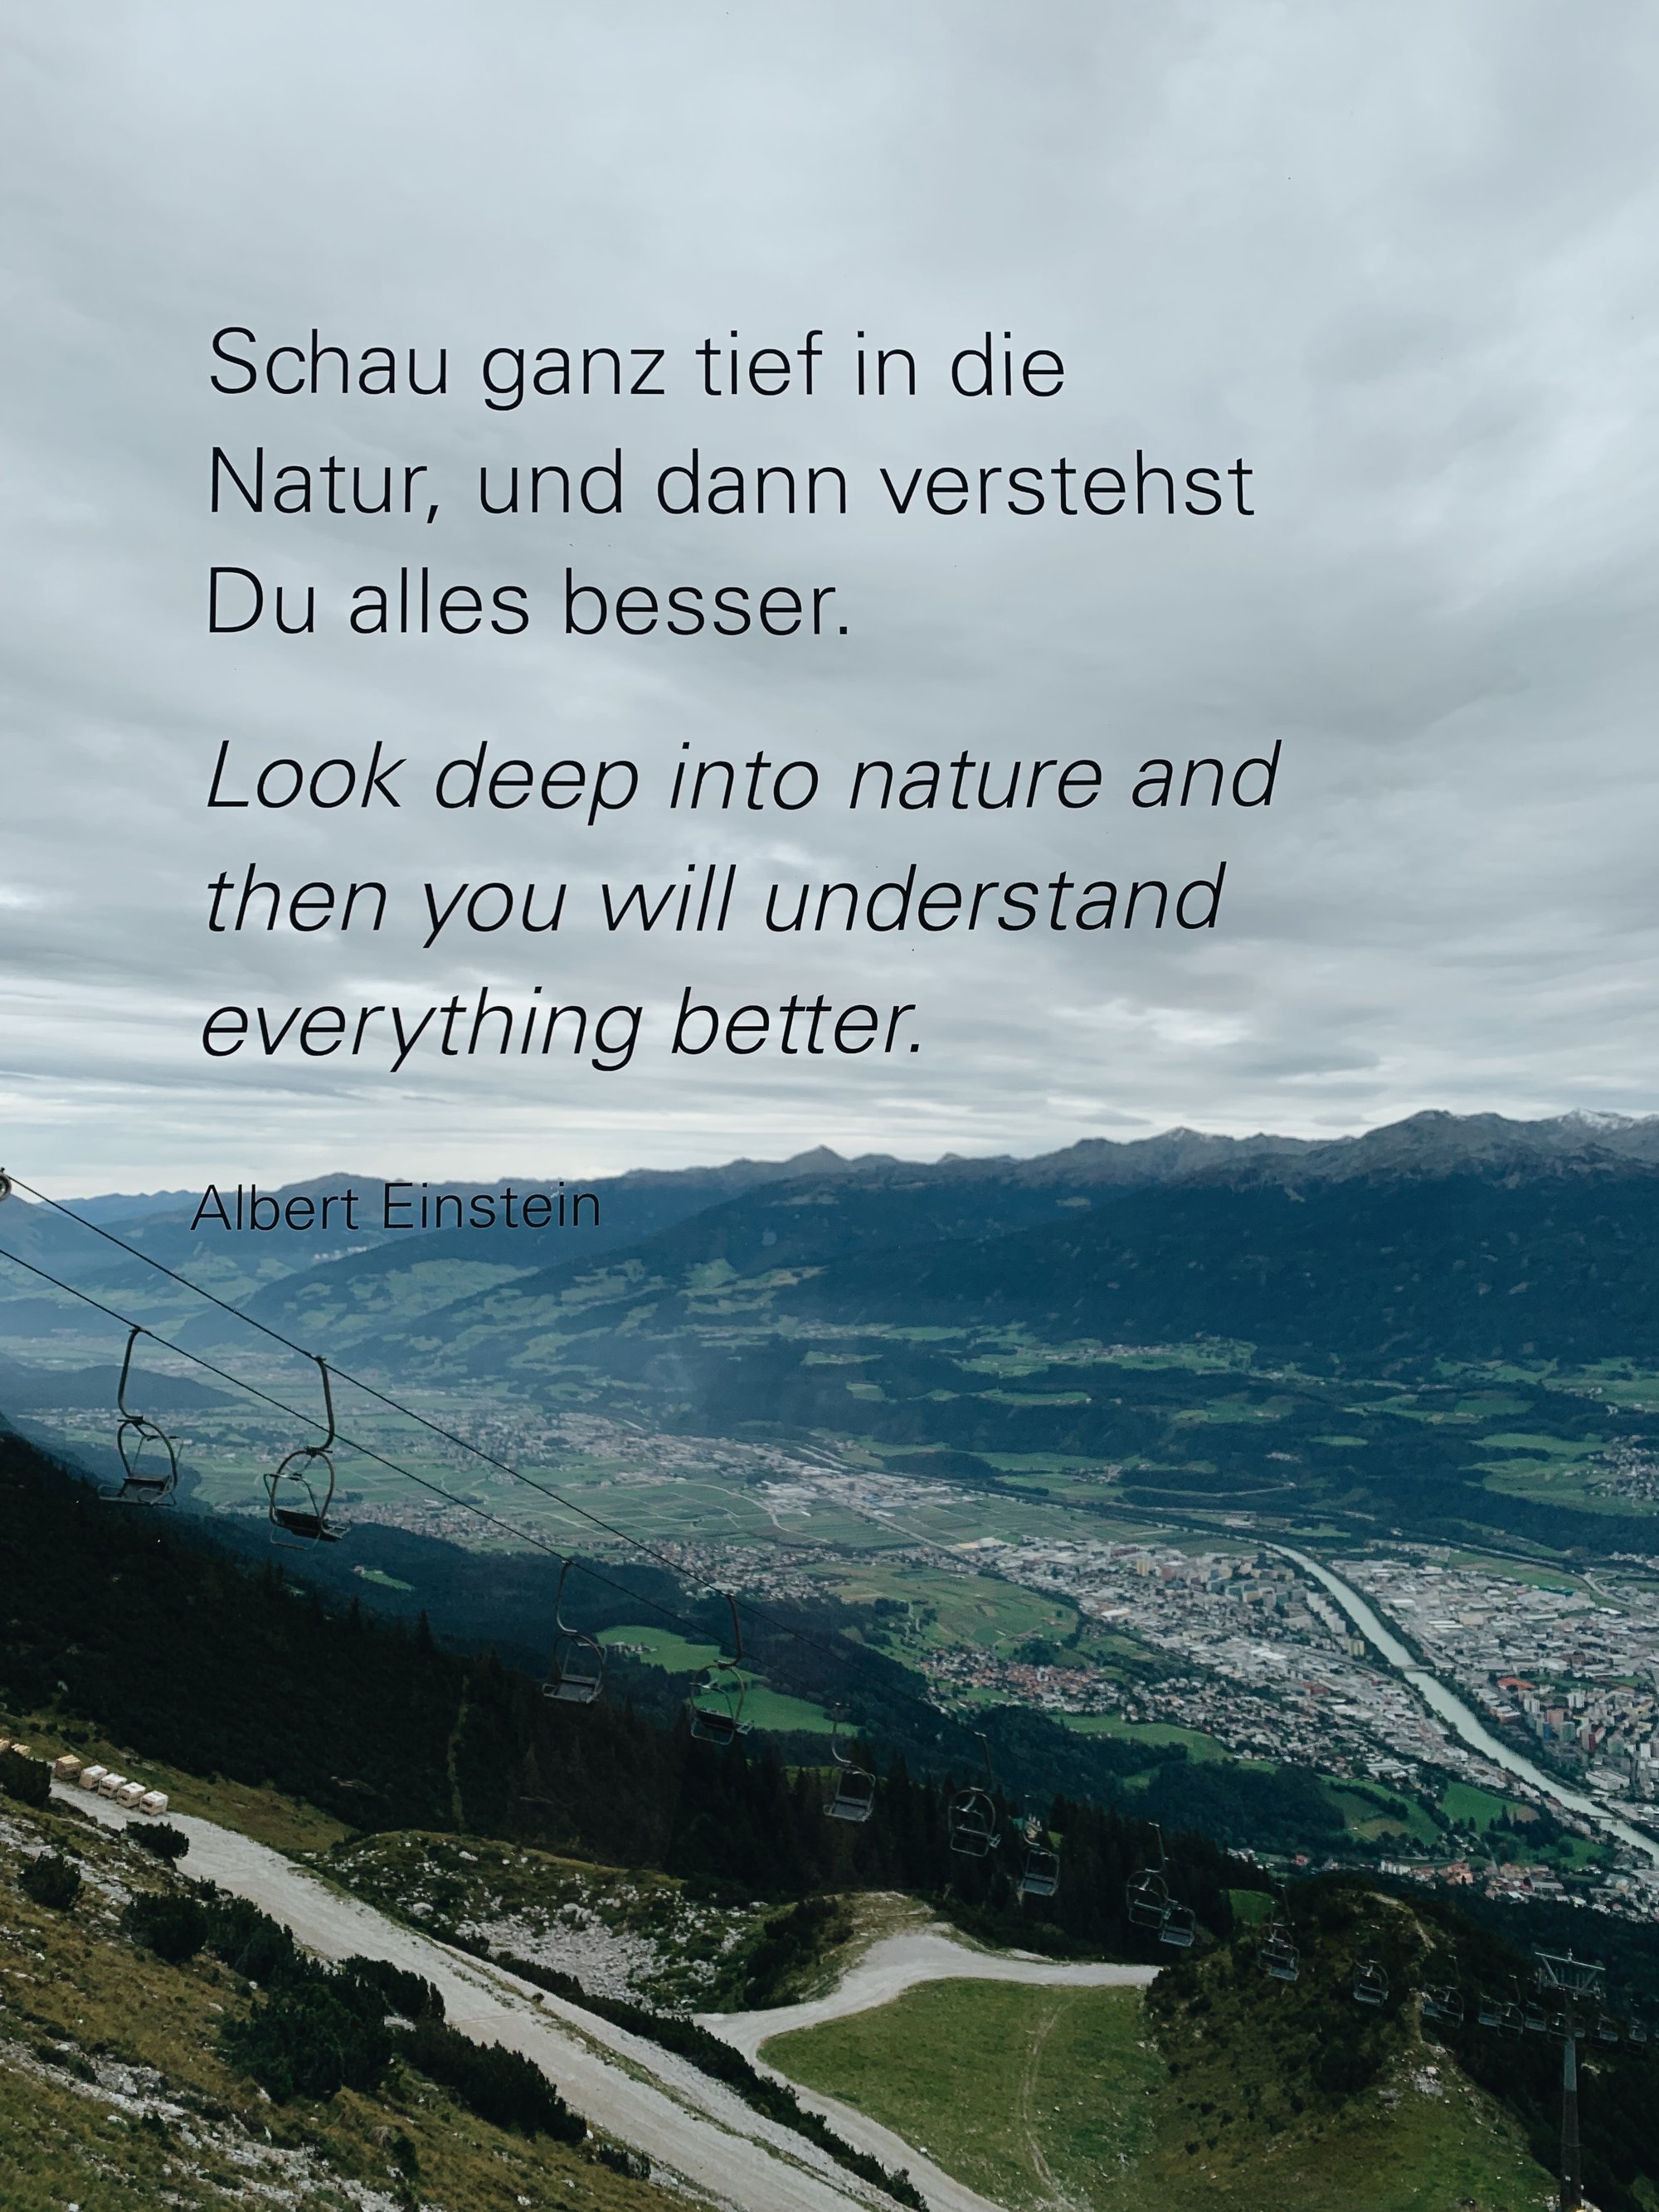 Schau ganz tief in die
Natur, und dann verstehst
Du alles besser.
Look deep into nature and
then you will understand
everything better.
Albert Einstein